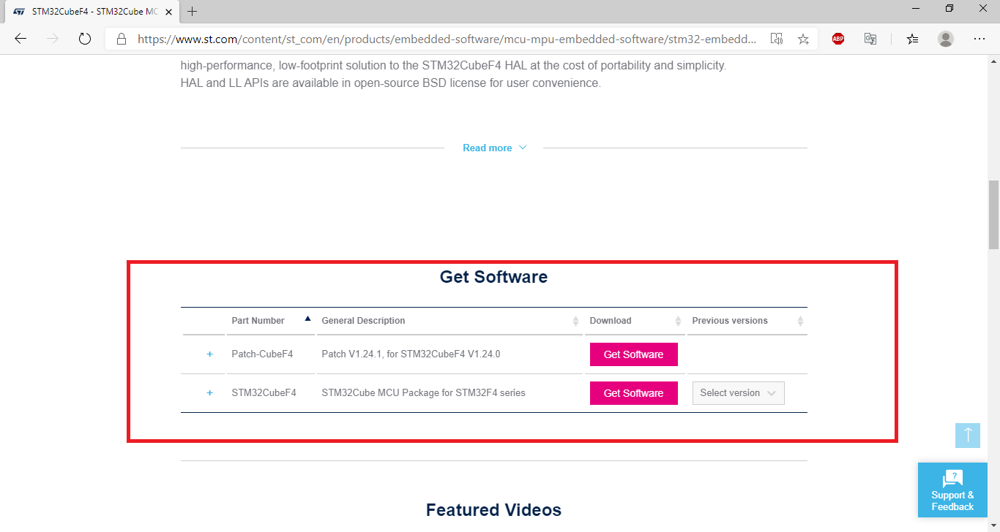 STM32CubeF4 - STM32Cube MC
https://www.st.com/content/st_com/en/products/embedded-software/mcu-mpu-embedded-software/stm32-embedd...
ABP
high-performance, low-footprint solution to the STM32CubeF4 HAL at the cost of portability and simplicity.
HAL and LL APIs are available in open-source BSD license for user convenience.
Read more
Get Software
Part Number General Description Download Previous versions
+ Patch-CubeF4 Patch V1.24.1, for STM32CubeF4 V1.24.0 Get Software
+ STM32CubeF4 STM32Cube MCU Package for STM32F4 series Get Software Select version
?
Support &
Feedback
Featured Videos